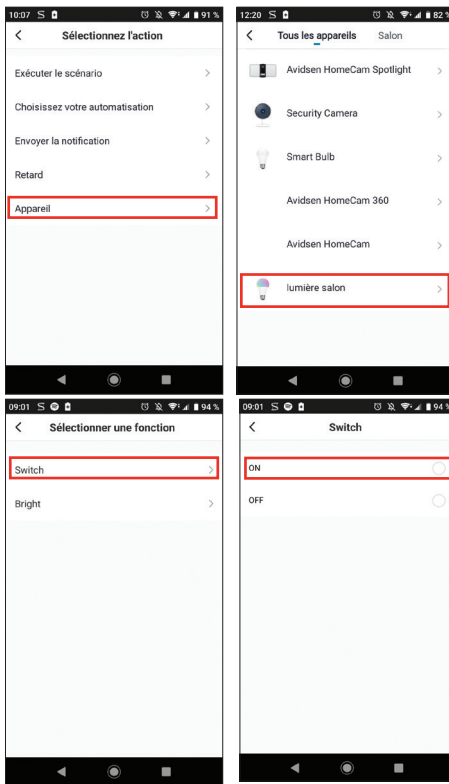 10:07 S 91 %
Sélectionnez l'action
Exécuter le scénario
Choisissez votre automatisation
Envoyer la notification
Retard
Appareil
12:20 S 82 %
Tous les appareils Salon
Avidsen HomeCam Spotlight
Security Camera
Smart Bulb
Avidsen HomeCam 360
Avidsen HomeCam
lumière salon
09:01 S 94 %
Sélectionner une fonction
Switch
Bright
09:01 S 94 %
Switch
ON
OFF